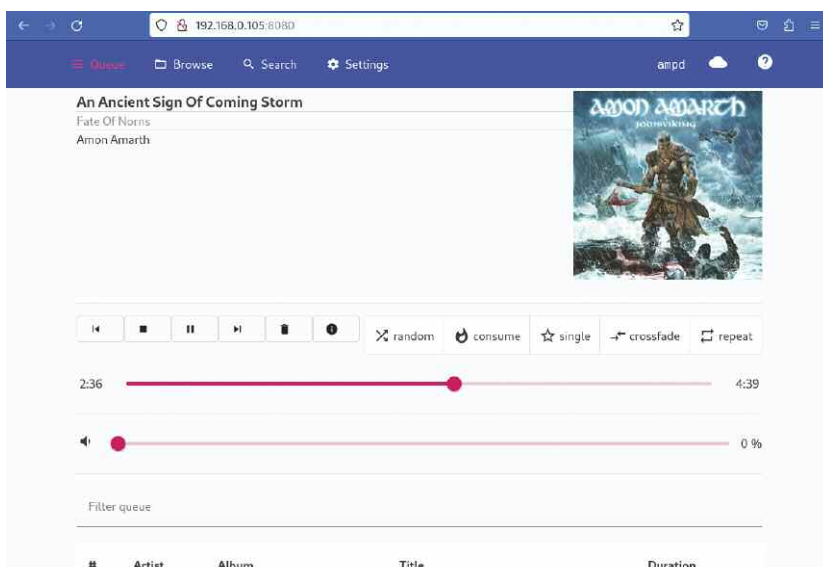 192.168.0.105:8080
Queue Browse Search Settings ampd
An Ancient Sign Of Coming Storm
Fate Of Norns
Amon Amarth
AMON AMARTH
JOMSVIKING
random consume single crossfade repeat
2:36 4:39
0 %
Filter queue
# Artist Album Title Duration